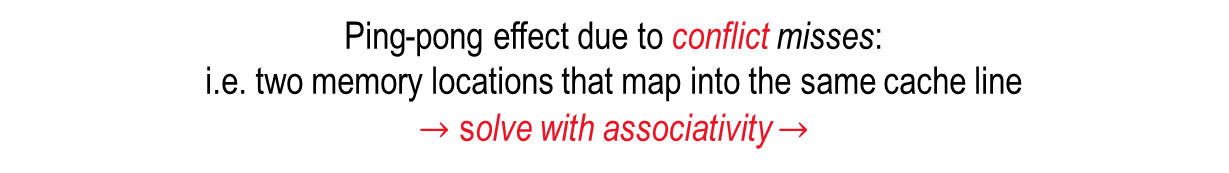 Ping-pong effect due to conflict misses:
i.e. two memory locations that map into the same cache line
→ solve with associativity →